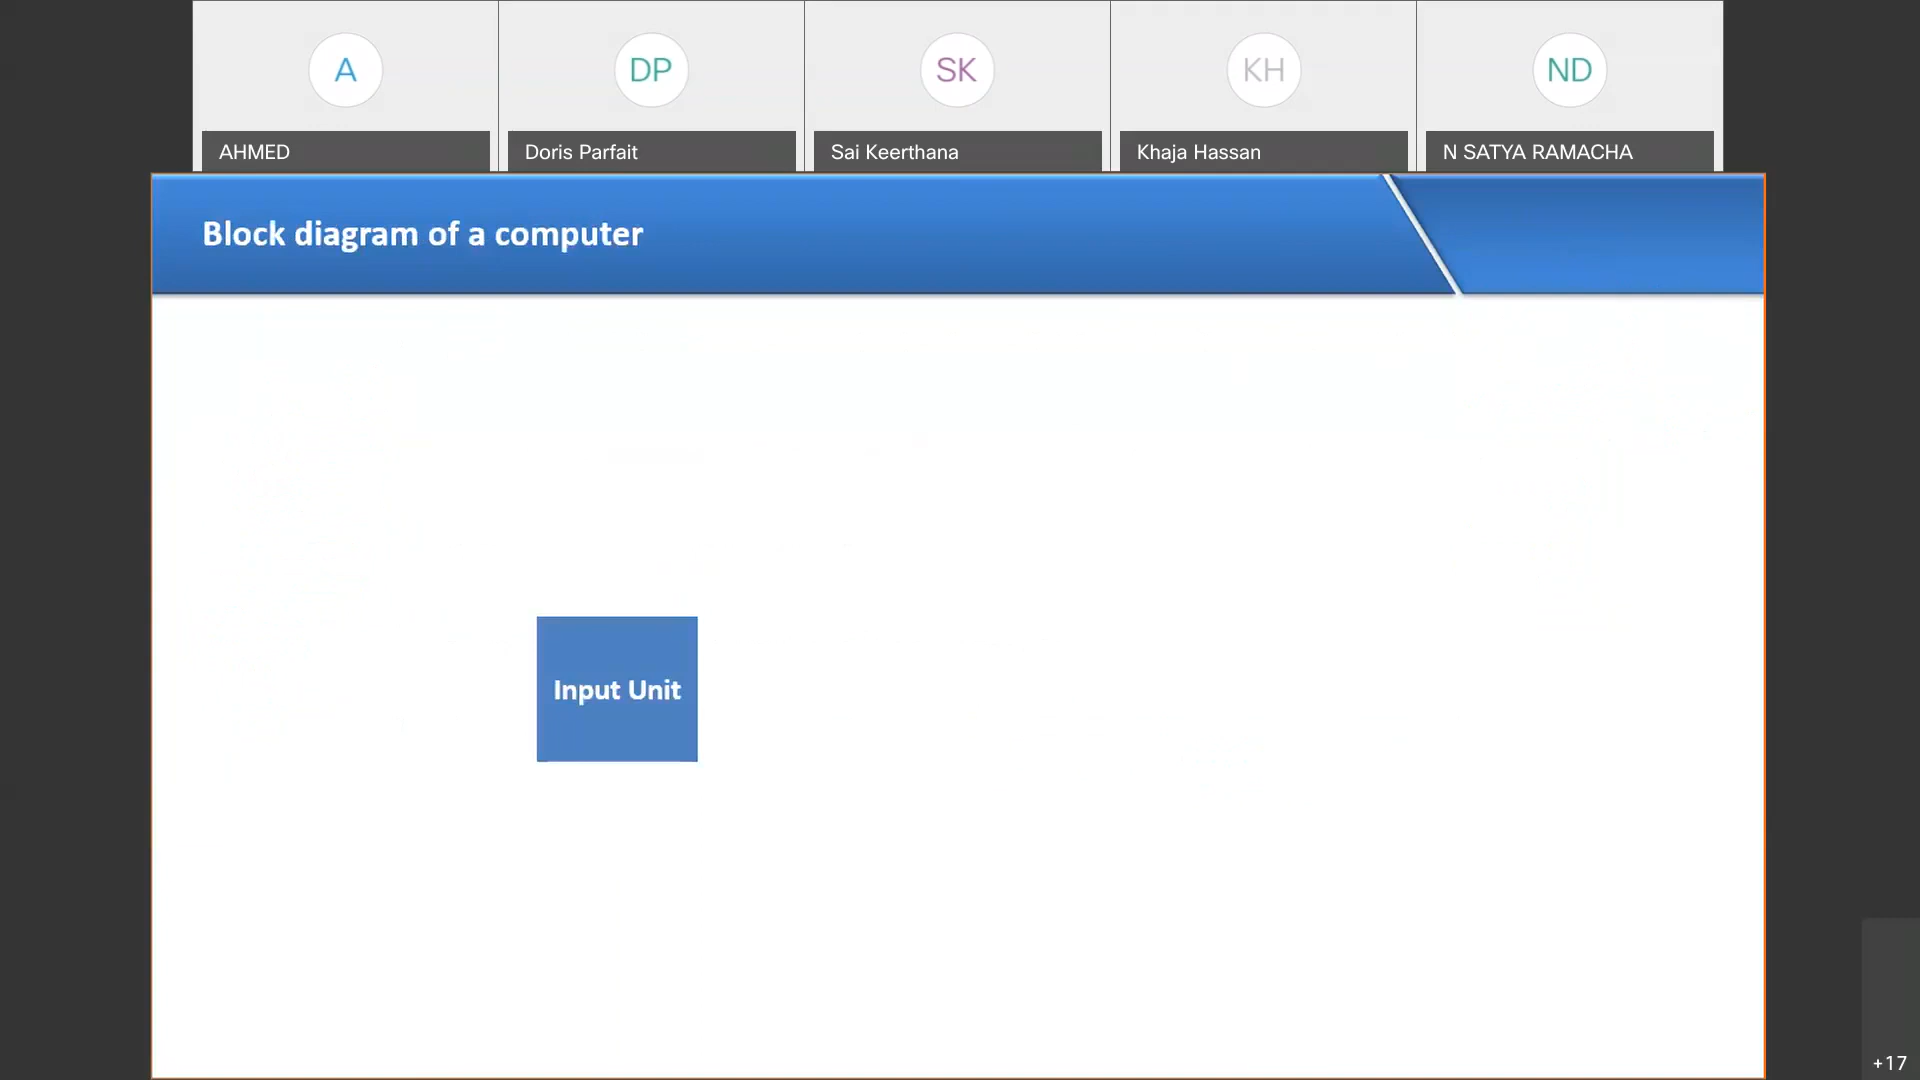 A
DP
SK
KH
ND
AHMED
Doris Parfait
Sai Keerthana
Khaja Hassan
N SATYA RAMACHA
Block diagram of a computer
Input Unit
+17